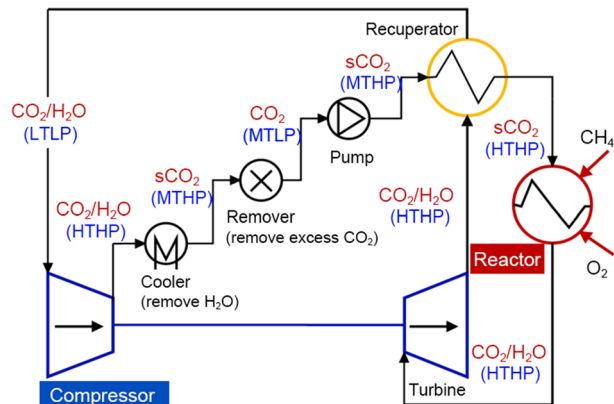 Recuperator
sCO₂
(MTHP)
CO₂/H₂O
(LTLP)
CO₂
(MTLP)
sCO₂
(HTHP)
CH₄
Pump
sCO₂
(MTHP)
CO₂/H₂O
(HTHP)
CO₂/H₂O
(HTHP)
Remover
(remove excess CO₂)
Reactor
O₂
Cooler
(remove H₂O)
CO₂/H₂O
(HTHP)
Turbine
Compressor